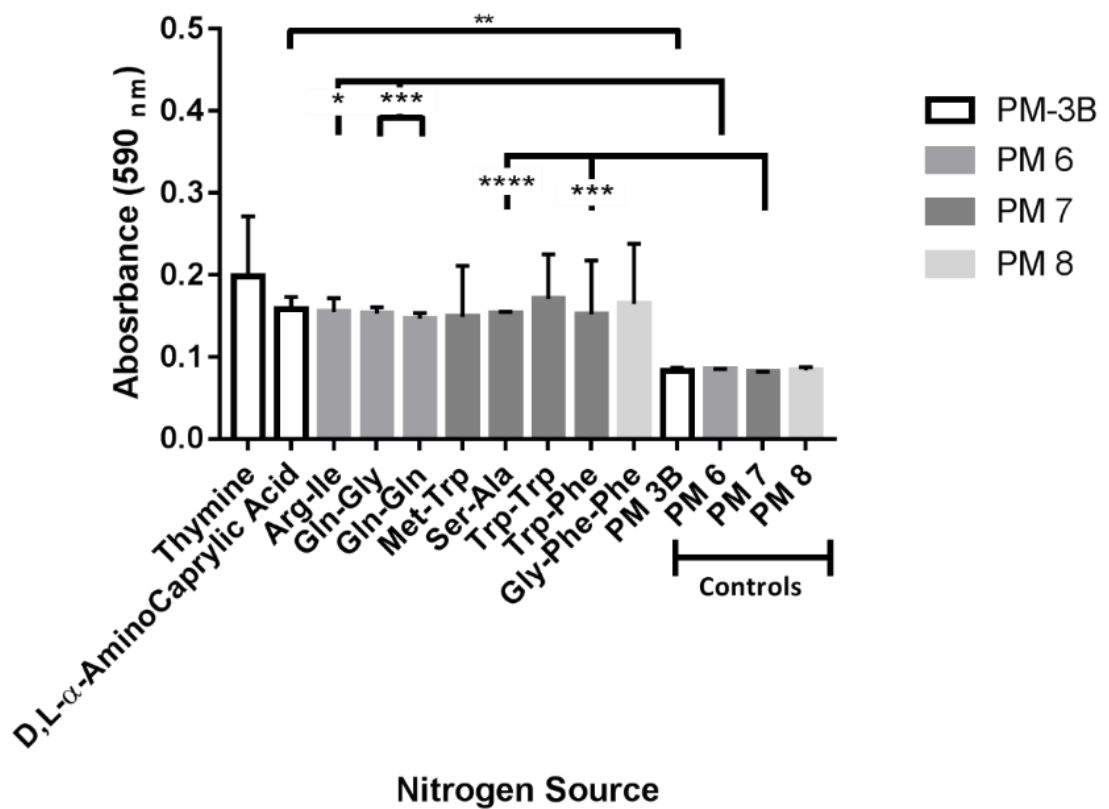 0.5
0.4
0.3
0.2
0.1
0.0
Abosrbance (590 nm)
**
* ***
**** ***
PM-3B
PM 6
PM 7
PM 8
Thymine
D,L-α-AminoCaprylic Acid
Arg-Ile
Gln-Gly
Gln-Gln
Met-Trp
Ser-Ala
Trp-Trp
Trp-Phe
Gly-Phe-Phe
PM 3B
PM 6
PM 7
PM 8
Controls
Nitrogen Source